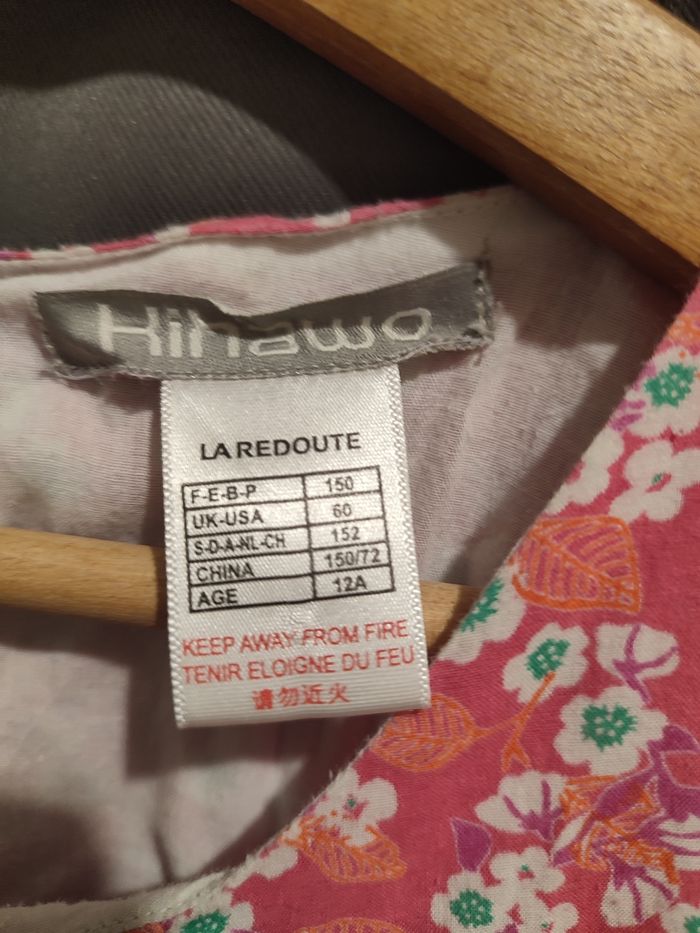 Kihawo
LA REDOUTE
F-E-B-P 150
UK-USA 60
S-D-A-NL-CH 152
CHINA 150/72
AGE 12A
KEEP AWAY FROM FIRE
TENIR ELOIGNE DU FEU
请勿近火